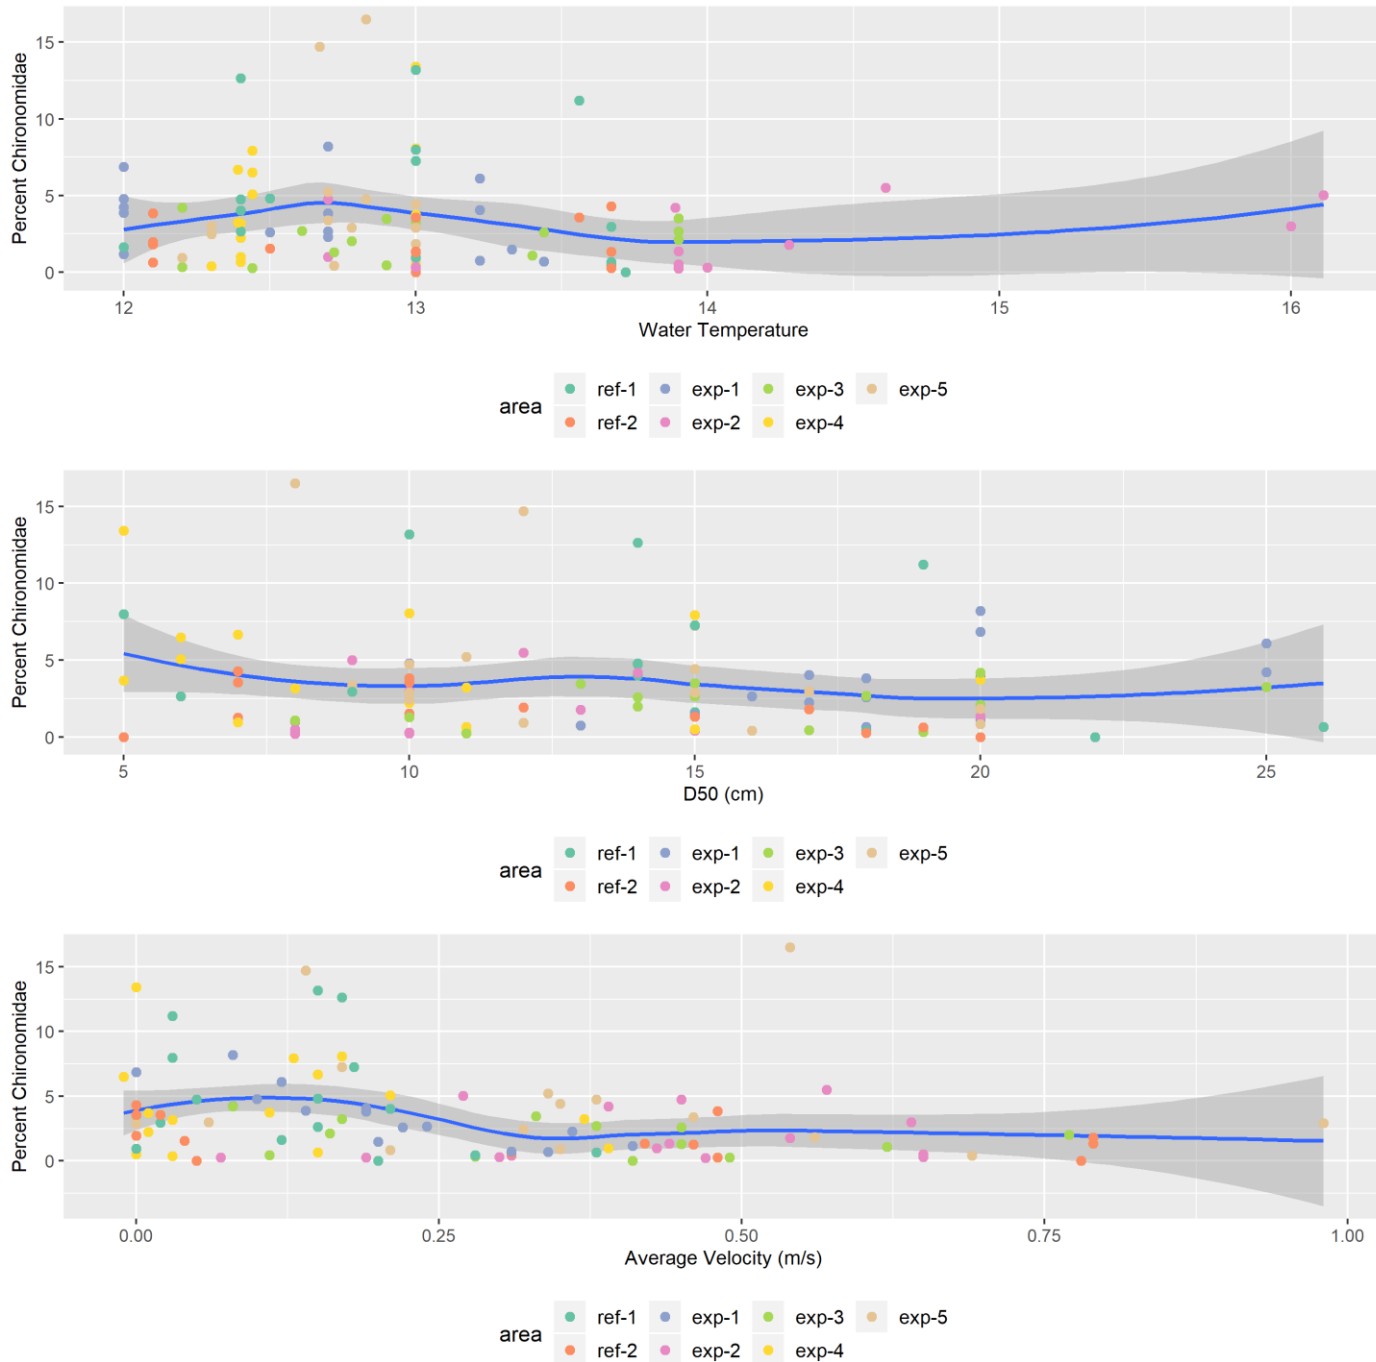 15
10
5
0
Percent Chironomidae
12 13 14 15 16
Water Temperature
area
ref-1 exp-1 exp-3 exp-5
ref-2 exp-2 exp-4
15
10
5
0
Percent Chironomidae
5 10 15 20 25
D50 (cm)
area
ref-1 exp-1 exp-3 exp-5
ref-2 exp-2 exp-4
15
10
5
0
Percent Chironomidae
0.00 0.25 0.50 0.75 1.00
Average Velocity (m/s)
area
ref-1 exp-1 exp-3 exp-5
ref-2 exp-2 exp-4